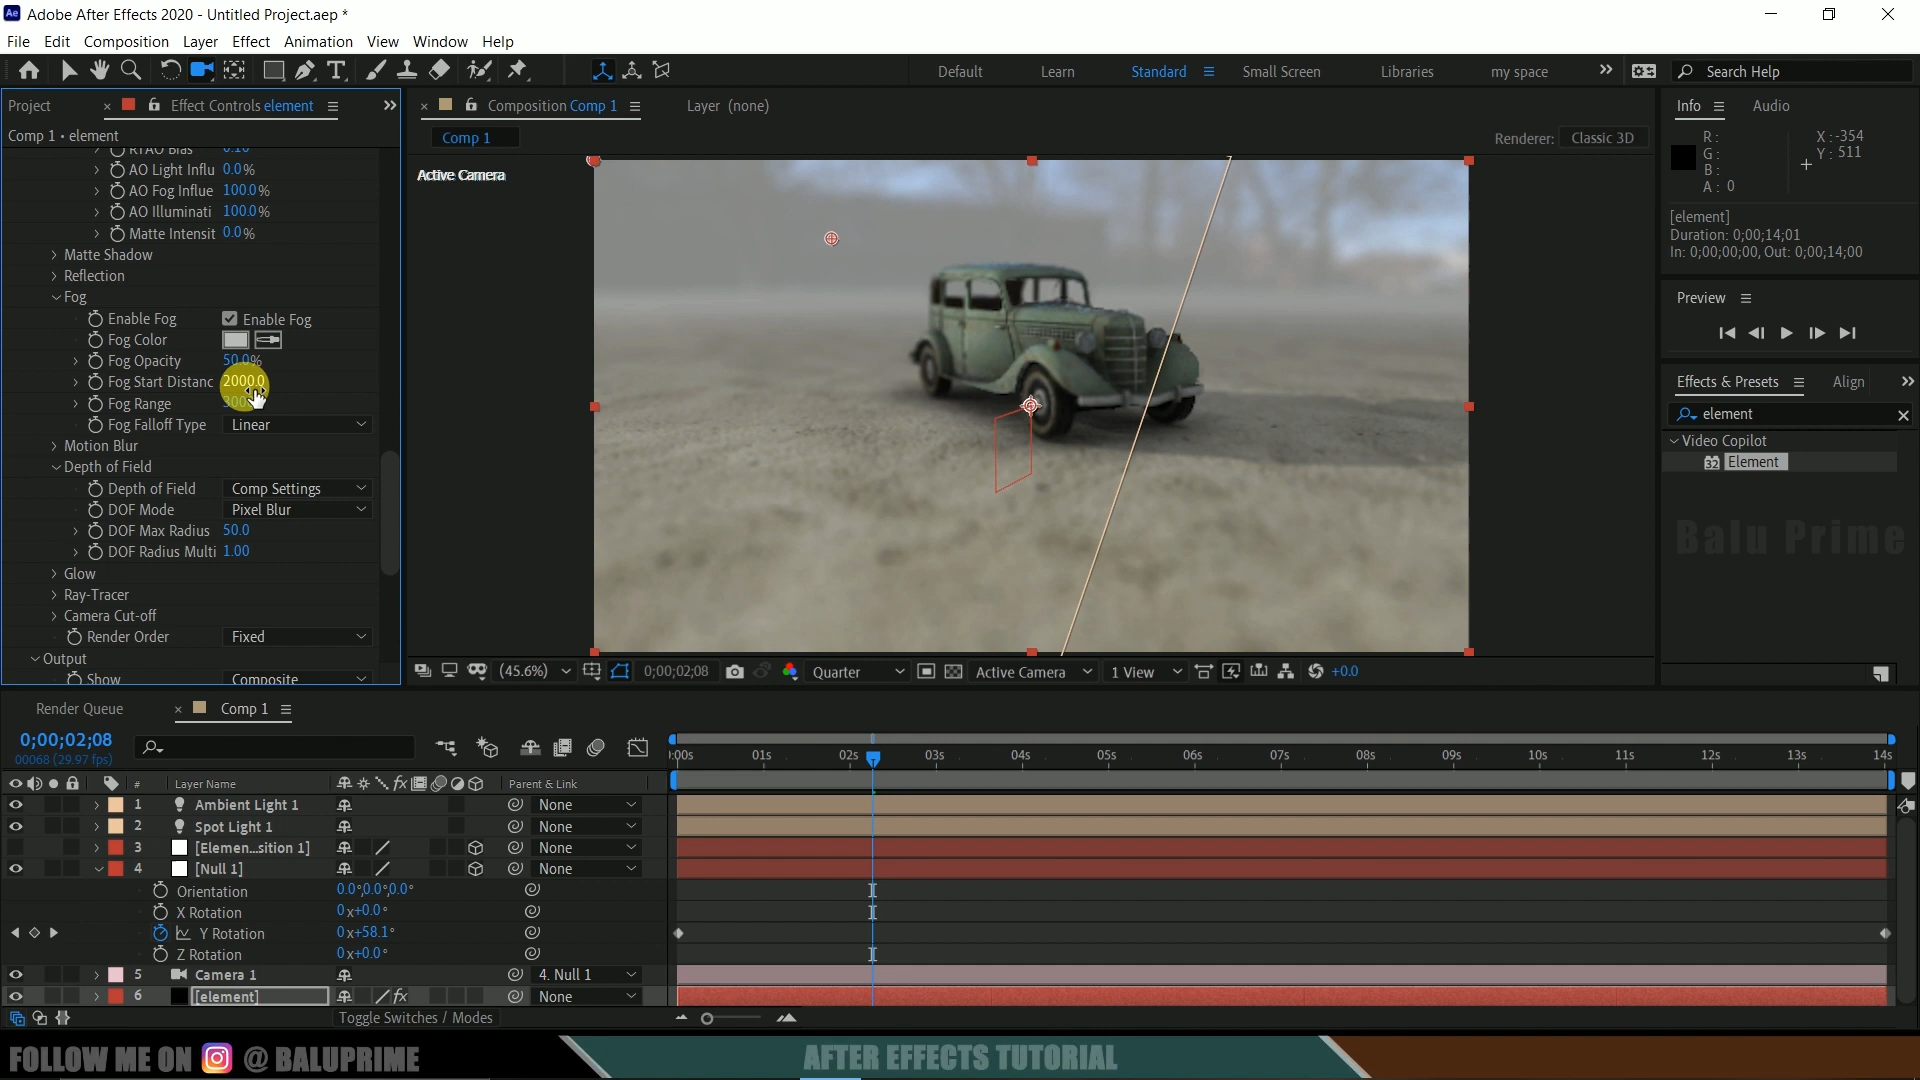 Adobe After Effects 2020 - Untitled Project.aep *
File Edit Composition Layer Effect Animation View Window Help
Default Learn Standard Small Screen Libraries my space Search Help
Project Effect Controls element
Comp 1 • element
RTAO Bias 0.10
AO Light Influ 0.0%
AO Fog Influe 100.0%
AO Illuminati 100.0%
Matte Intensit 0.0%
Matte Shadow
Reflection
Fog
Enable Fog Enable Fog
Fog Color
Fog Opacity 50.0%
Fog Start Distanc 2000.0
Fog Range
Fog Falloff Type Linear
Motion Blur
Depth of Field
Depth of Field Comp Settings
DOF Mode Pixel Blur
DOF Max Radius 50.0
DOF Radius Multi 1.00
Glow
Ray-Tracer
Camera Cut-off
Render Order Fixed
Output
Show Composite
Composition Comp 1 Layer (none)
Comp 1 Renderer: Classic 3D
Active Camera
(45.6%) 0;00;02;08 Quarter Active Camera 1 View +0.0
Info Audio
R: X: -354
G: Y: 511
B:
A: 0
[element]
Duration: 0;00;14;01
In: 0;00;00;00, Out: 0;00;14;00
Preview
Effects & Presets Align
element
Video Copilot
32 Element
Balu Prime
Render Queue Comp 1
0;00;02;08
00068 (29.97 fps)
# Layer Name fx Parent & Link
:00s 01s 02s 03s 04s 05s 06s 07s 08s 09s 10s 11s 12s 13s 14s
1 Ambient Light 1 None
2 Spot Light 1 None
3 [Elemen...sition 1] None
4 [Null 1] None
Orientation 0.0°,0.0°,0.0°
X Rotation 0x+0.0°
Y Rotation 0x+58.1°
Z Rotation 0x+0.0°
5 Camera 1 4. Null 1
6 [element] fx None
Toggle Switches / Modes
FOLLOW ME ON @ BALUPRIME
AFTER EFFECTS TUTORIAL